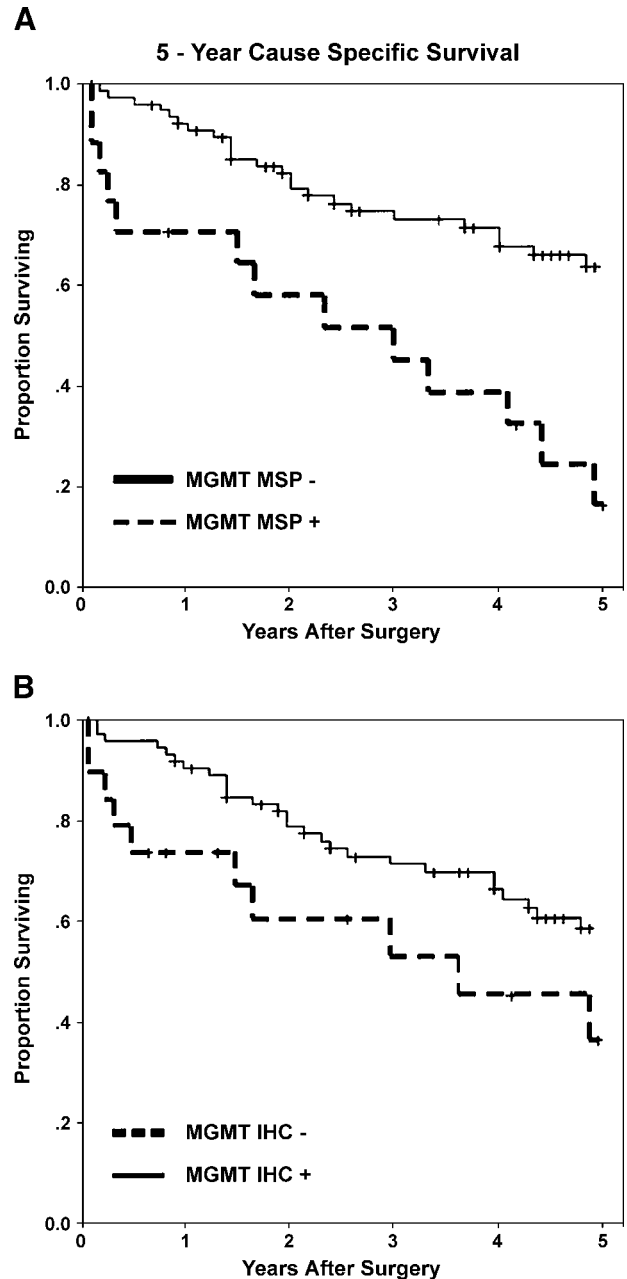 A
5 - Year Cause Specific Survival
1.0
.8
.6
.4
.2
0.0
Proportion Surviving
MGMT MSP -
MGMT MSP +
0 1 2 3 4 5
Years After Surgery
B
1.0
.8
.6
.4
.2
0.0
Proportion Surviving
MGMT IHC -
MGMT IHC +
0 1 2 3 4 5
Years After Surgery